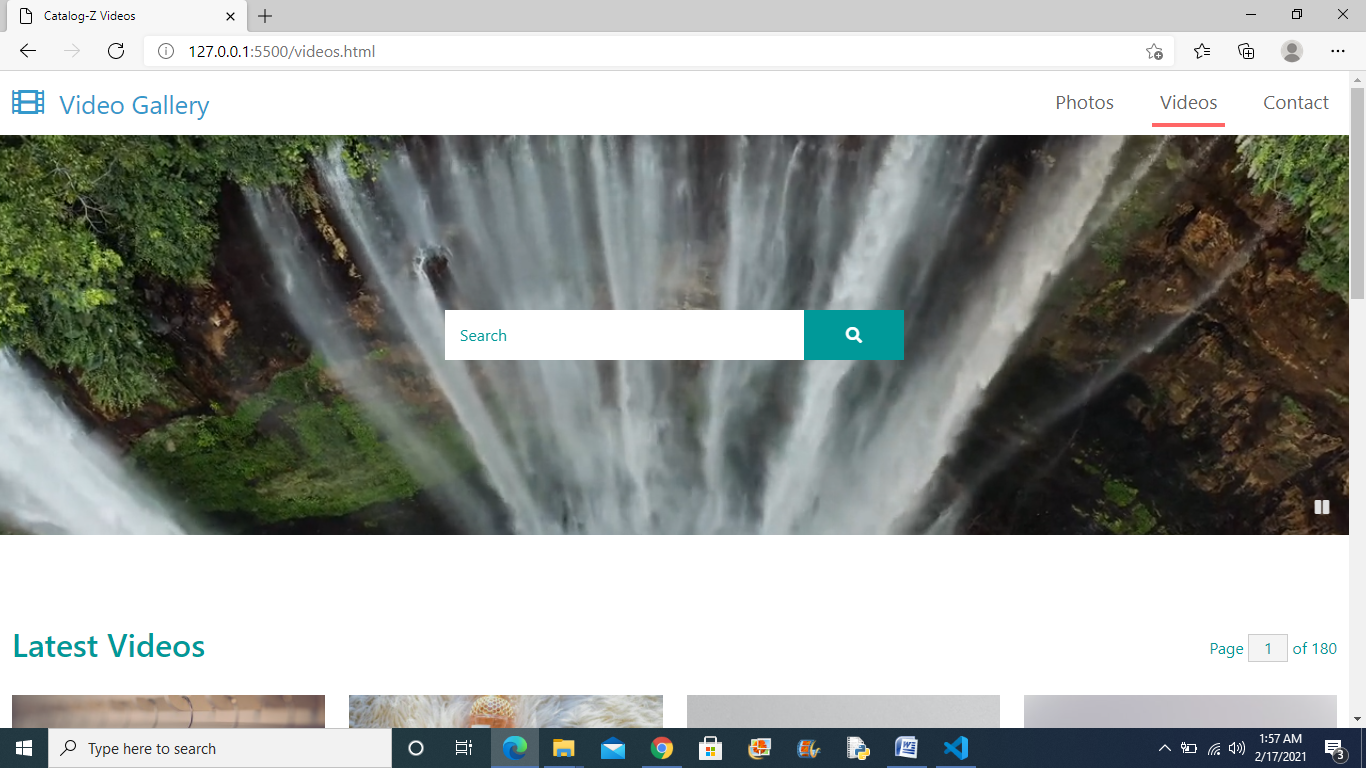 Catalog-Z Videos
127.0.0.1:5500/videos.html
Video Gallery
Photos Videos Contact
Search
Latest Videos
Page 1 of 180
Type here to search
1:57 AM
2/17/2021
3